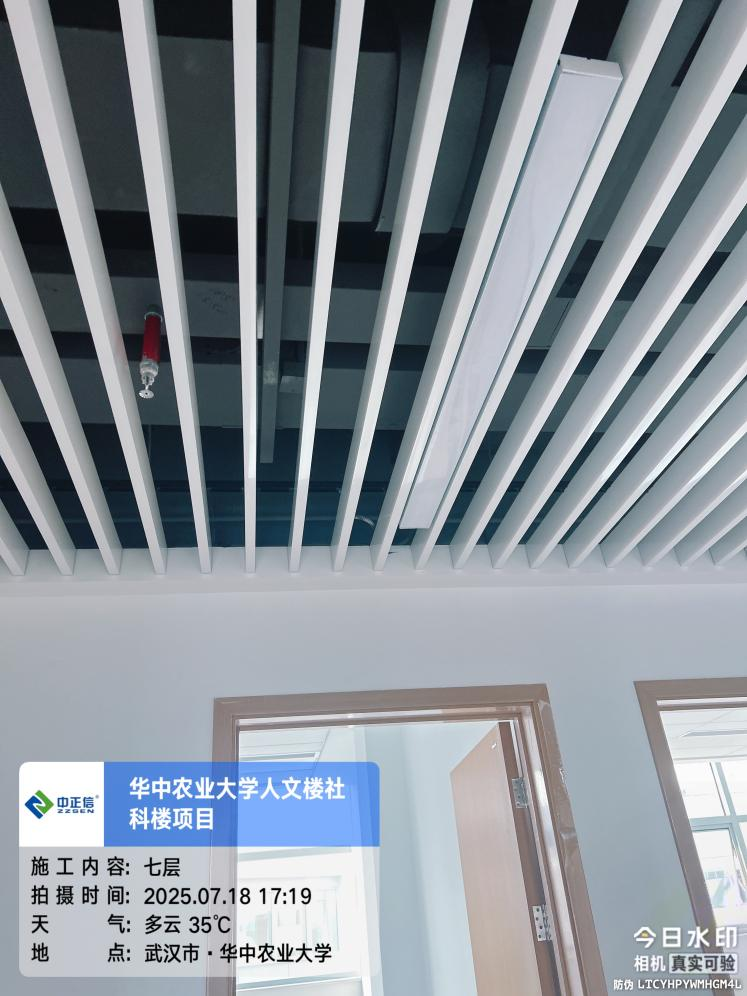 中正信®
ZZSEN
华中农业大学人文楼社
科楼项目
施工内容: 七层
拍摄时间: 2025.07.18 17:19
天气: 多云 35℃
地点: 武汉市·华中农业大学
今日水印
相机 真实可验
防伪 LTCYHPYWMHGM4L